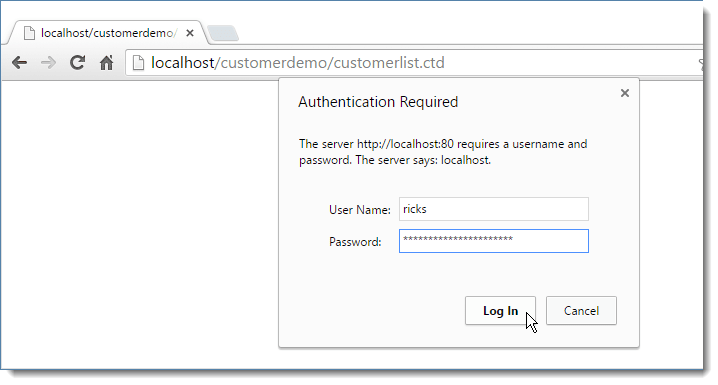 localhost/customerdemo/
localhost/customerdemo/customerlist.ctd
Authentication Required
The server http://localhost:80 requires a username and
password. The server says: localhost.
User Name: ricks
Password: **********************
Log In Cancel